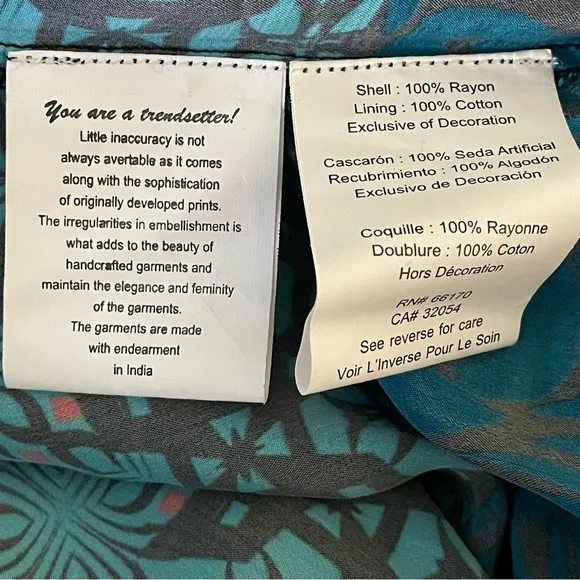 You are a trendsetter!
Little inaccuracy is not
always avertable as it comes
along with the sophistication
of originally developed prints.
The irregularities in embellishment is
what adds to the beauty of
handcrafted garments and
maintain the elegance and feminity
of the garments.
The garments are made
with endearment
in India
Shell : 100% Rayon
Lining : 100% Cotton
Exclusive of Decoration
Cascarón : 100% Seda Artificial
Recubrimiento : 100% Algodón
Exclusivo de Decoración
Coquille : 100% Rayonne
Doublure : 100% Coton
Hors Décoration
RN# 66170
CA# 32054
See reverse for care
Voir L'Inverse Pour Le Soin